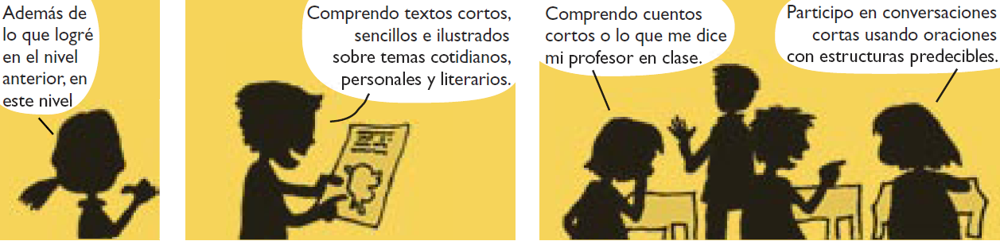 Además de
lo que logré
en el nivel
anterior, en
este nivel
Comprendo textos cortos,
sencillos e ilustrados
sobre temas cotidianos,
personales y literarios.
Comprendo cuentos
cortos o lo que me dice
mi profesor en clase.
Participo en conversaciones
cortas usando oraciones
con estructuras predecibles.